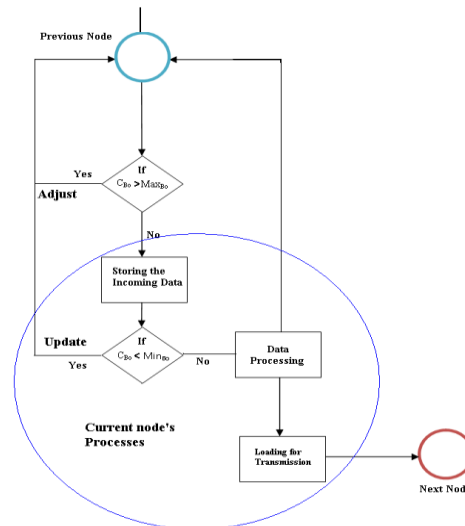 Previous Node
If
C_Bo > Max_Bo
Yes
Adjust
No
Storing the
Incoming Data
Update
If
C_Bo < Min_Bo
Yes
No
Data
Processing
Current node's
Processes
Loading for
Transmission
Next Nod